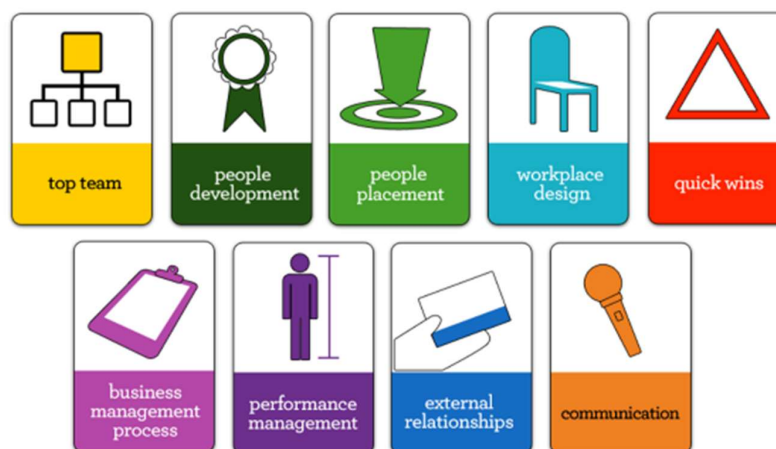 top team
people
development
people
placement
workplace
design
quick wins
business
management
process
performance
management
external
relationships
communication